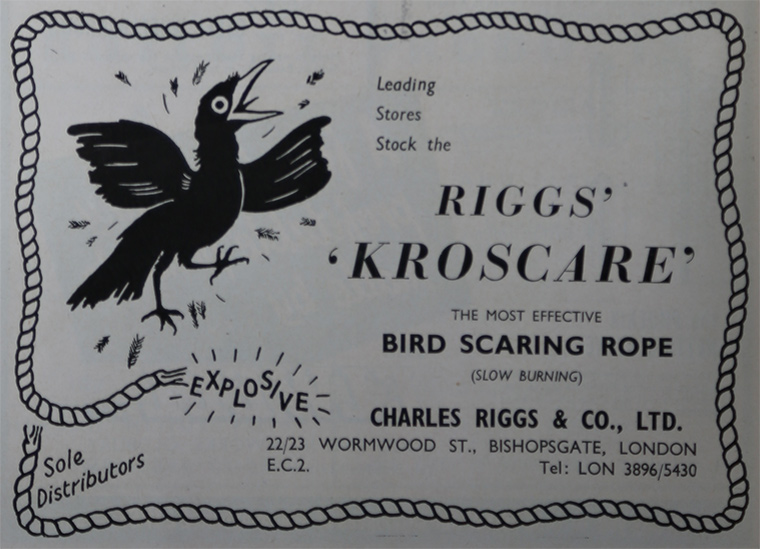 Leading
Stores
Stock the
RIGGS'
'KROSCARE'
THE MOST EFFECTIVE
BIRD SCARING ROPE
(SLOW BURNING)
EXPLOSIVE
CHARLES RIGGS & CO., LTD.
22/23 WORMWOOD ST., BISHOPSGATE, LONDON
E.C.2. Tel: LON 3896/5430
Sole
Distributors